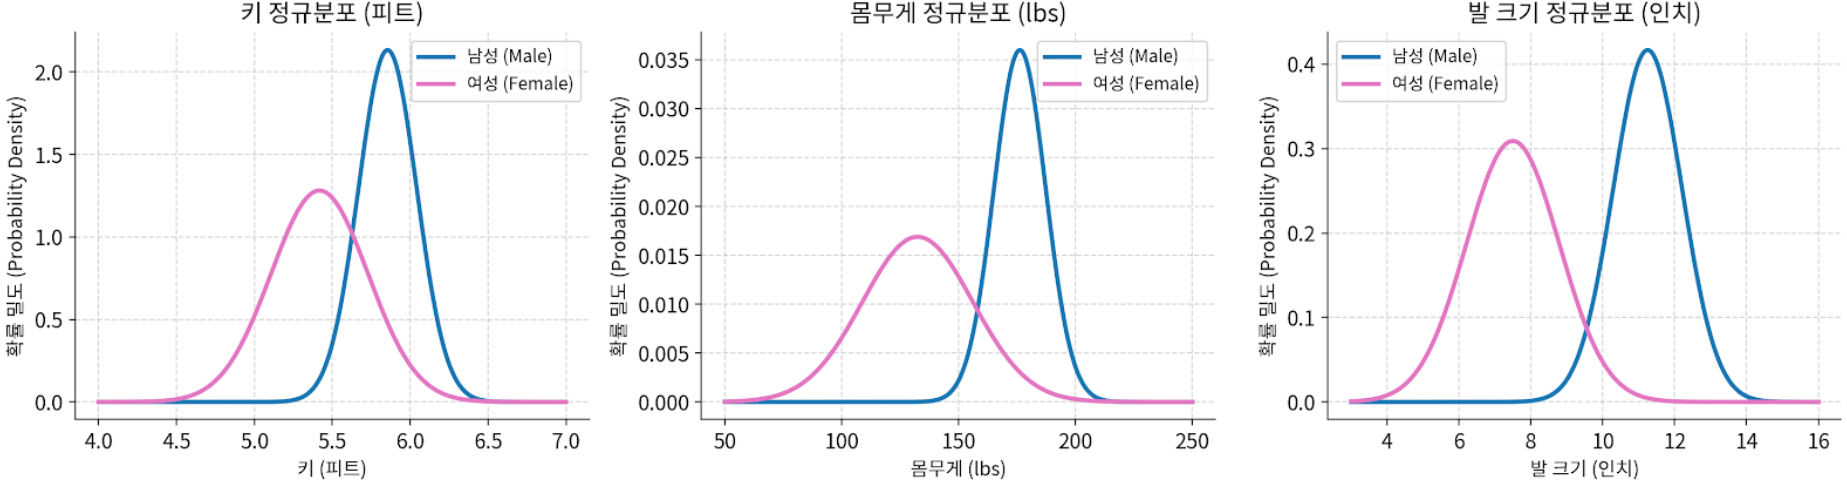 키 정규분포 (피트)
확률 밀도 (Probability Density)
2.0
1.5
1.0
0.5
0.0
남성 (Male)
여성 (Female)
4.0 4.5 5.0 5.5 6.0 6.5 7.0
키 (피트)
몸무게 정규분포 (lbs)
확률 밀도 (Probability Density)
0.035
0.030
0.025
0.020
0.015
0.010
0.005
0.000
남성 (Male)
여성 (Female)
50 100 150 200 250
몸무게 (lbs)
발 크기 정규분포 (인치)
확률 밀도 (Probability Density)
0.4
0.3
0.2
0.1
0.0
남성 (Male)
여성 (Female)
4 6 8 10 12 14 16
발 크기 (인치)